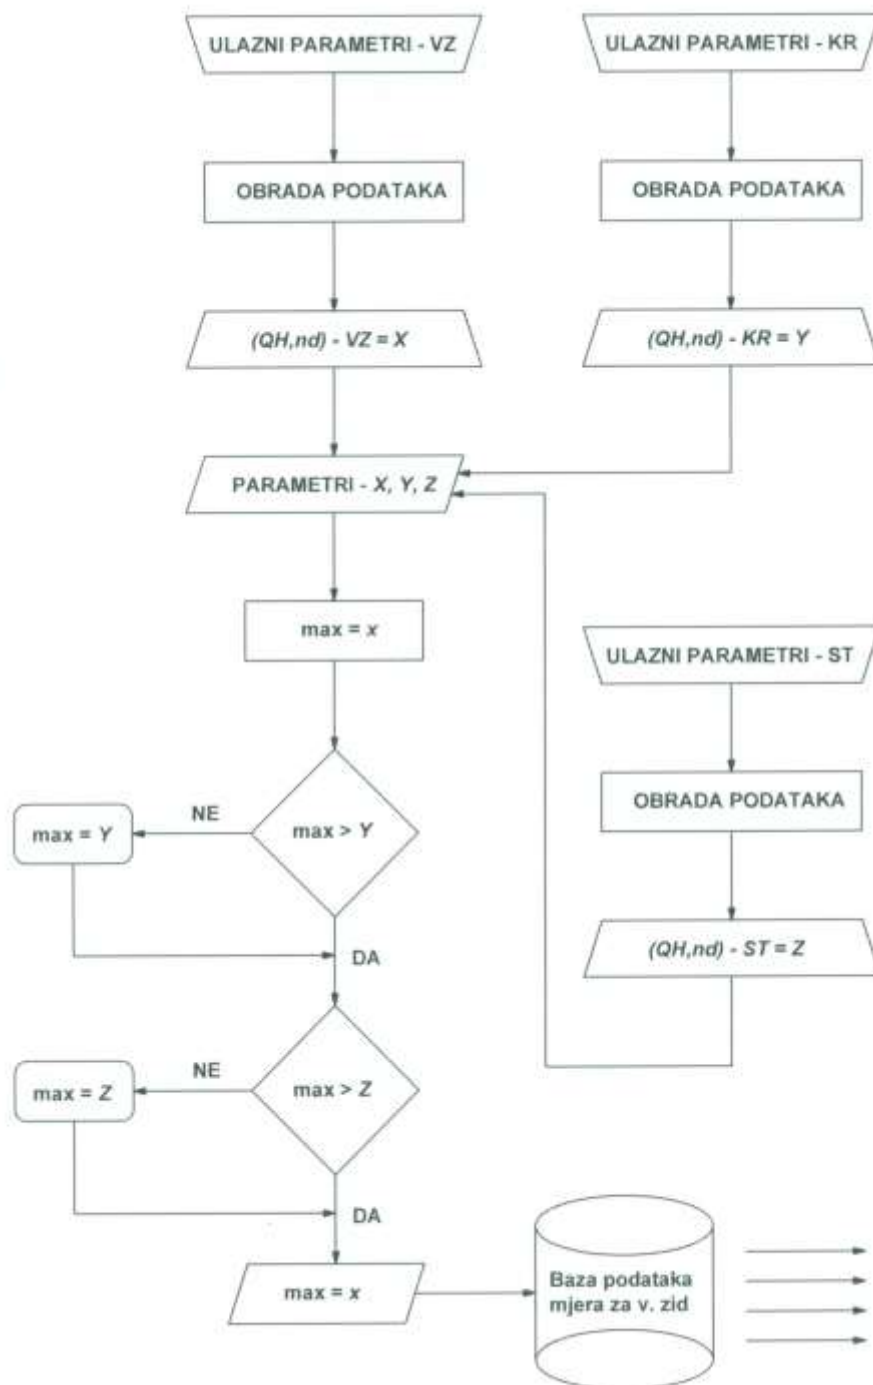 ULAZNI PARAMETRI - VZ
ULAZNI PARAMETRI - KR
OBRADA PODATAKA
OBRADA PODATAKA
(QH,nd) - VZ = X
(QH,nd) - KR = Y
PARAMETRI - X, Y, Z
max = x
ULAZNI PARAMETRI - ST
OBRADA PODATAKA
NE
max = Y
max > Y
DA
(QH,nd) - ST = Z
NE
max = Z
max > Z
DA
max = x
Baza podataka
mjera za v. zid